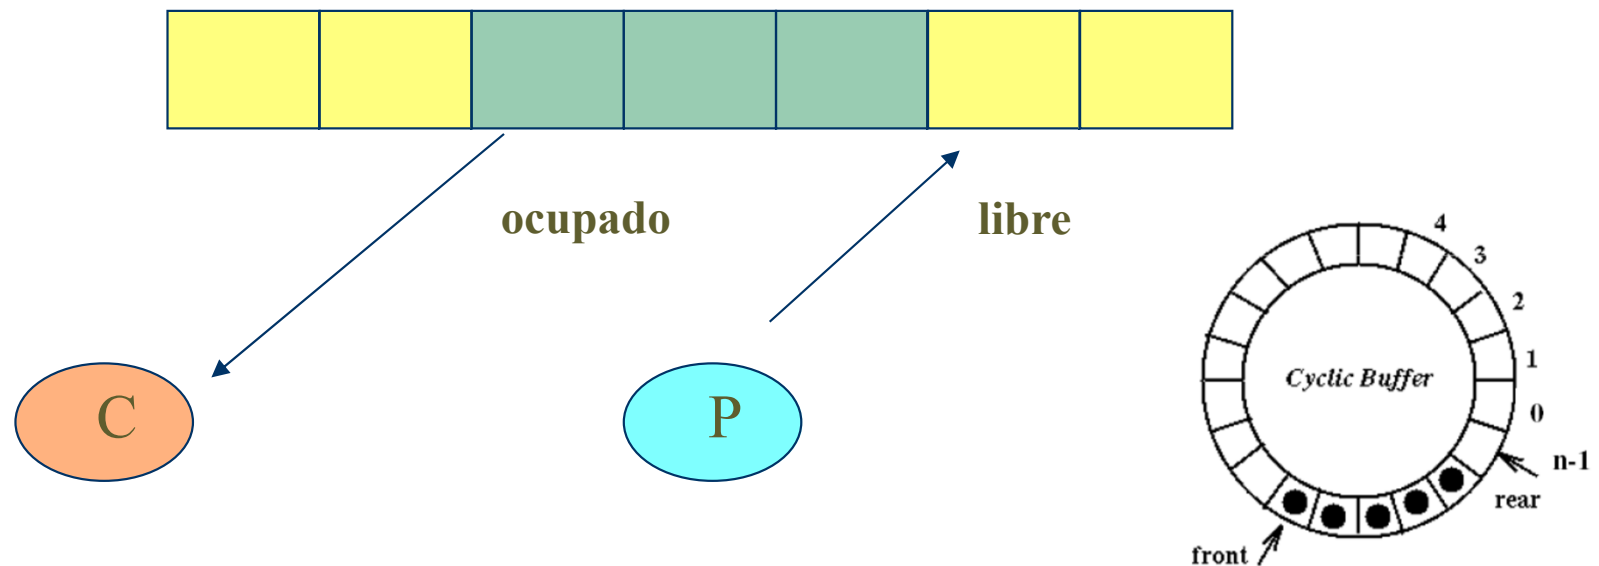 ocupado
libre
C
P
4
3
2
1
0
n-1
Cyclic Buffer
rear
front